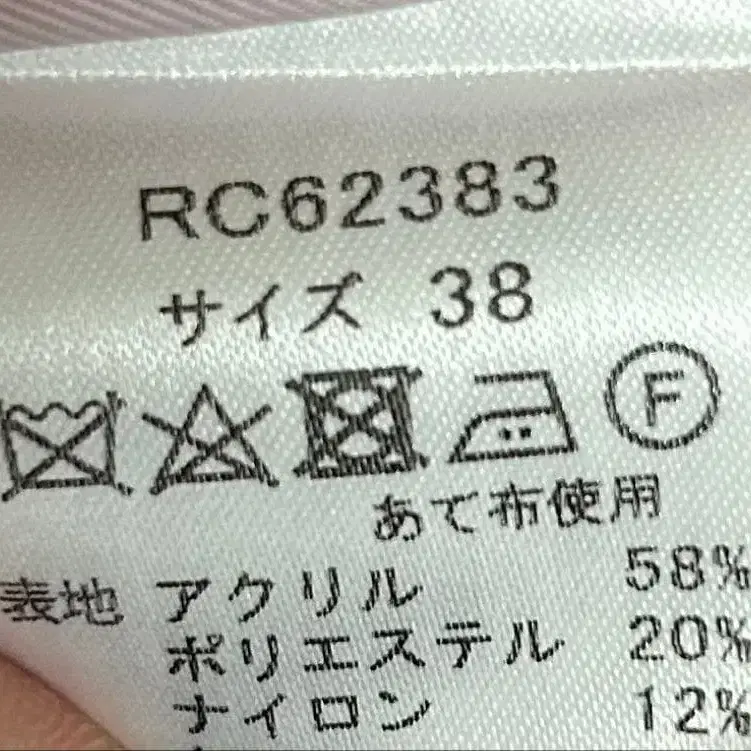 RC62383
サイズ 38
F
あて布使用
表地 アクリル 58%
ポリエステル 20%
ナイロン 12%